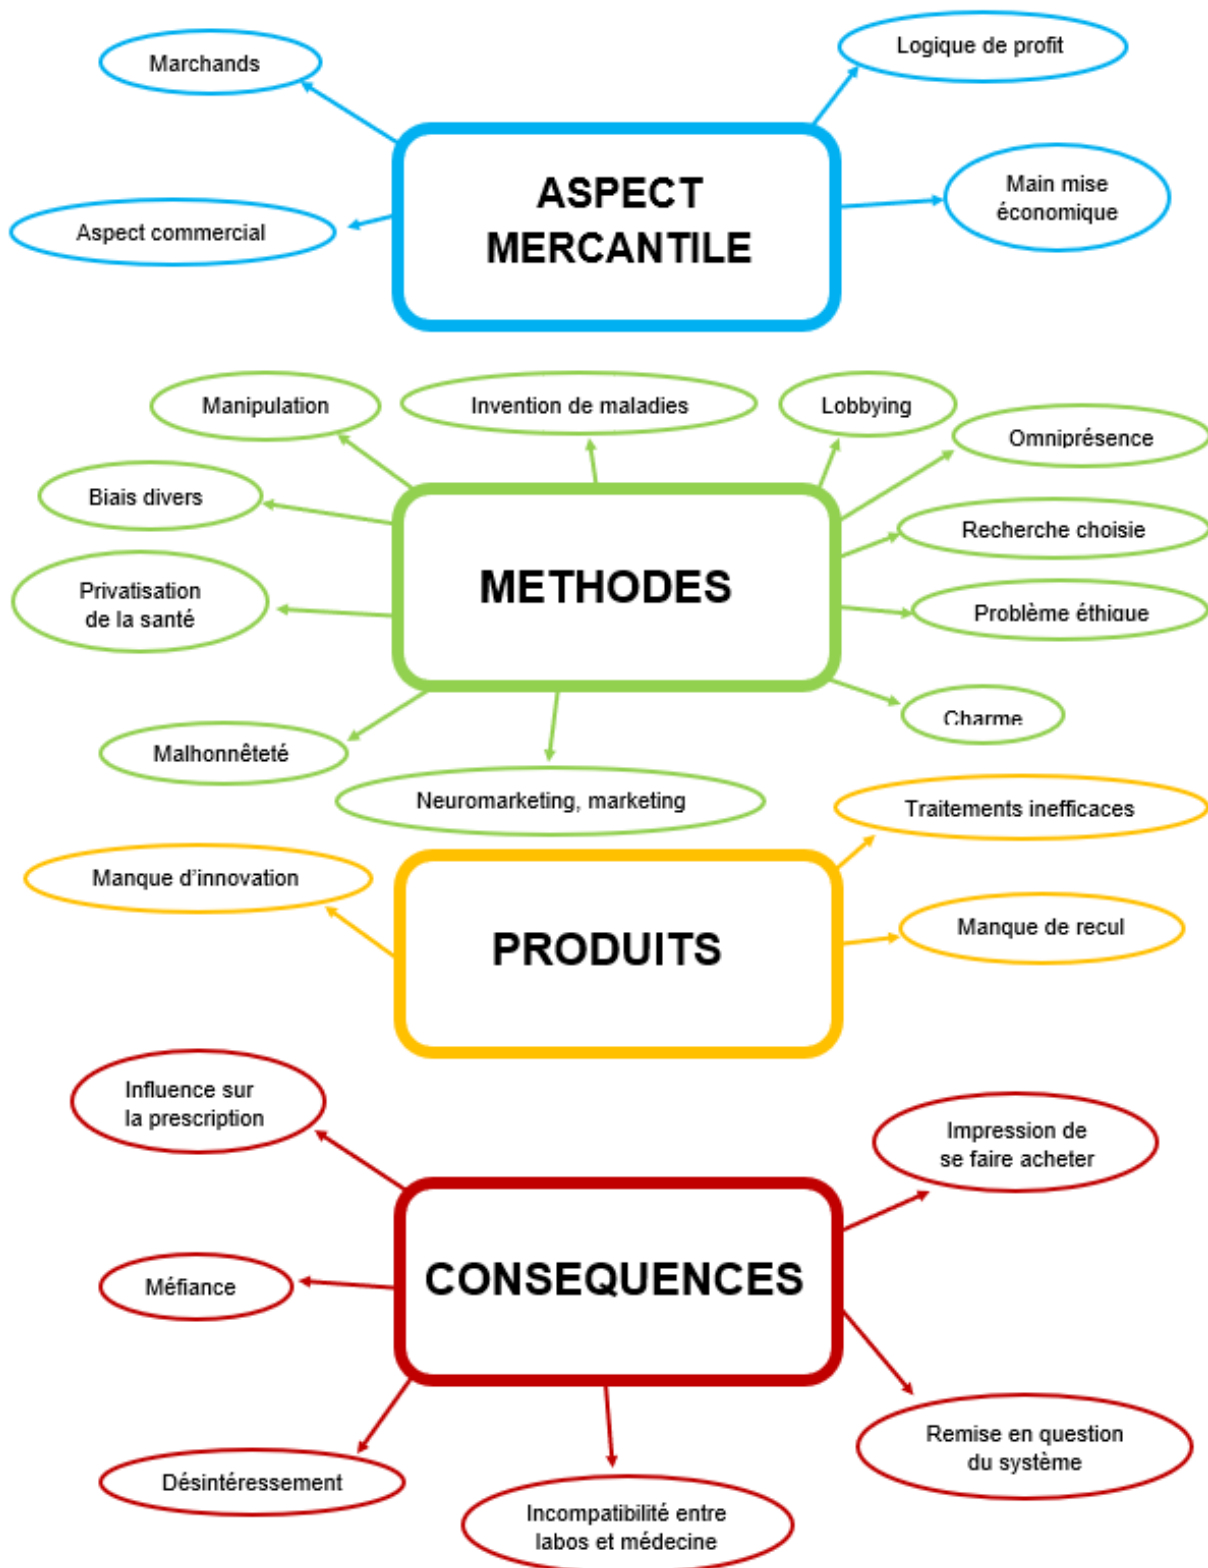 Marchands
Logique de profit
ASPECT
MERCANTILE
Main mise
économique
Aspect commercial
Manipulation
Invention de maladies
Lobbying
Omniprésence
Biais divers
Recherche choisie
METHODES
Privatisation
de la santé
Problème éthique
Charme
Malhonnêteté
Neuromarketing, marketing
Traitements inefficaces
Manque d'innovation
Manque de recul
PRODUITS
Influence sur
la prescription
Impression de
se faire acheter
CONSEQUENCES
Méfiance
Remise en question
du système
Désintéressement
Incompatibilité entre
labos et médecine